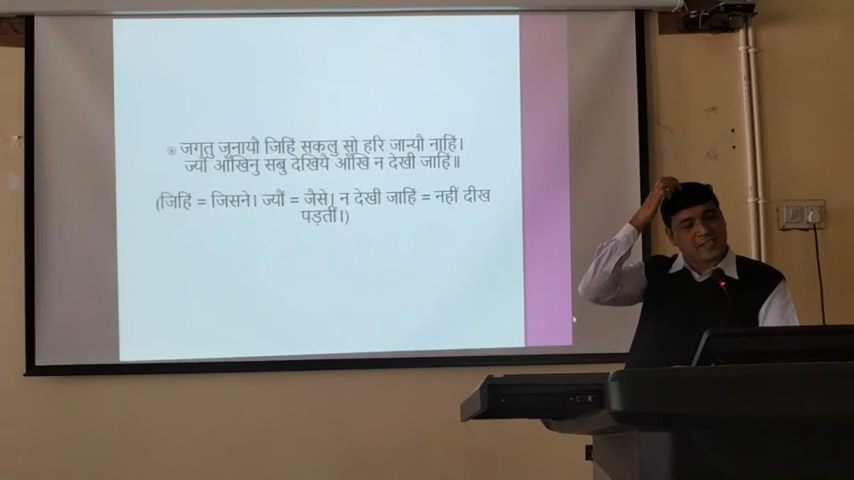 जगतु जनायौ जिहिं सकलु सो हरि जान्यौ नाहिं।
ज्यौं आँखिनु सबु देखियै आँखि न देखी जाहिं॥
(जिहिं = जिसने। ज्यौं = जैसे। न देखी जाहिं = नहीं दीख
पड़तीं।)